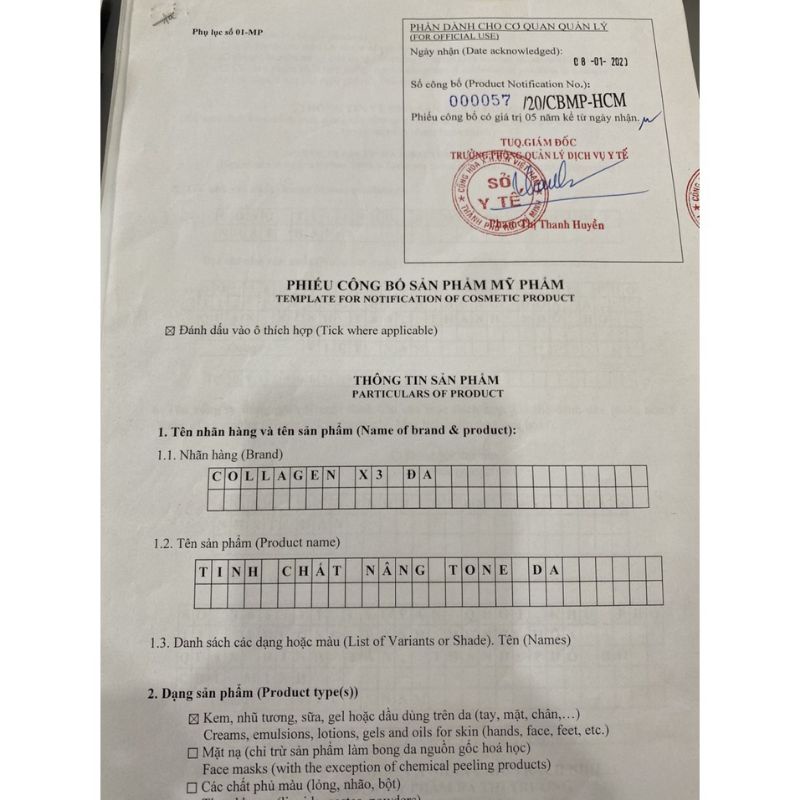 Phụ lục số 01-MP
PHẦN DÀNH CHO CƠ QUAN QUẢN LÝ
(FOR OFFICIAL USE)
Ngày nhận (Date acknowledged):
08 -01- 2020
Số công bố (Product Notification No.):
000057 /20/CBMP-HCM
Phiếu công bố có giá trị 05 năm kể từ ngày nhận.
TUQ.GIÁM ĐỐC
TRƯỞNG PHÒNG QUẢN LÝ DỊCH VỤ Y TẾ
SỞ
Y TẾ
Phạm Thị Thanh Huyền
PHIẾU CÔNG BỐ SẢN PHẨM MỸ PHẨM
TEMPLATE FOR NOTIFICATION OF COSMETIC PRODUCT
☒ Đánh dấu vào ô thích hợp (Tick where applicable)
THÔNG TIN SẢN PHẨM
PARTICULARS OF PRODUCT
1. Tên nhãn hàng và tên sản phẩm (Name of brand & product):
1.1. Nhãn hàng (Brand)
COLLAGEN X3 ĐA
1.2. Tên sản phẩm (Product name)
TINH CHẤT NÂNG TONE DA
1.3. Danh sách các dạng hoặc màu (List of Variants or Shade). Tên (Names)
2. Dạng sản phẩm (Product type(s))
☒ Kem, nhũ tương, sữa, gel hoặc dầu dùng trên da (tay, mặt, chân,…)
Creams, emulsions, lotions, gels and oils for skin (hands, face, feet, etc.)
☐ Mặt nạ (chỉ trừ sản phẩm làm bong da nguồn gốc hoá học)
Face masks (with the exception of chemical peeling products)
☐ Các chất phủ màu (lỏng, nhão, bột)